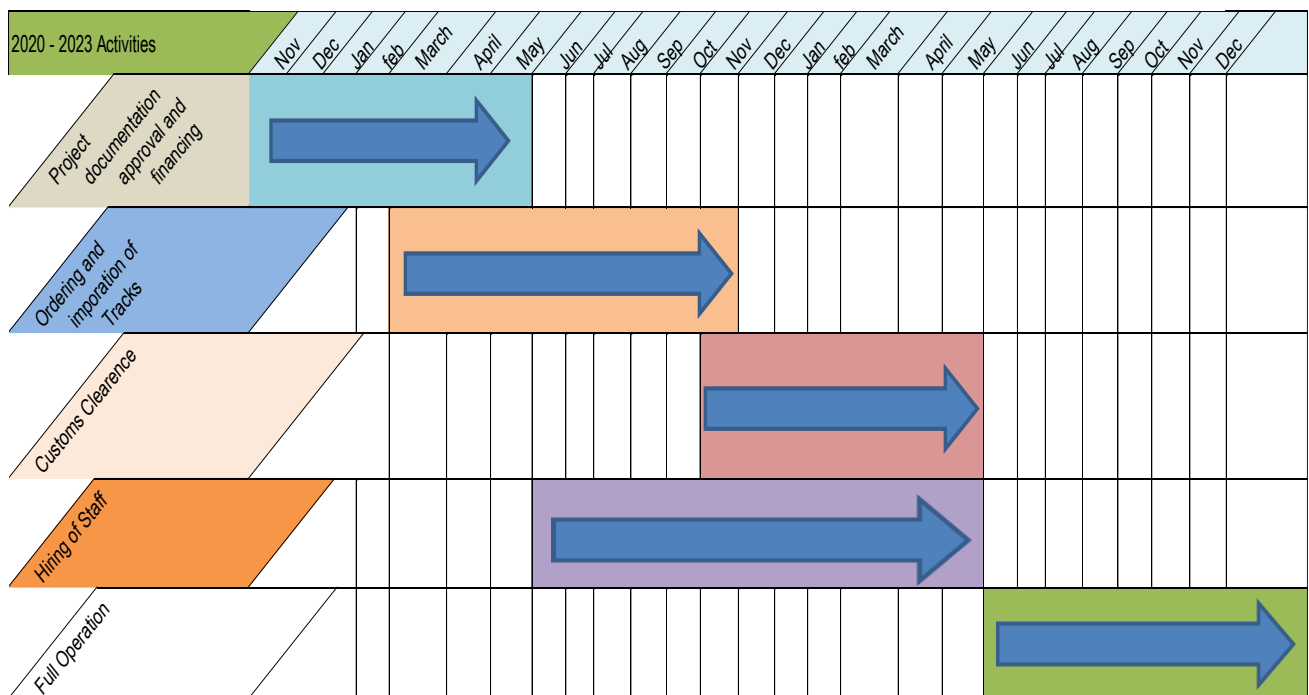 2020 - 2023 Activities
Nov
Dec
Jan
feb
March
April
May
Jun
Jul
Aug
Sep
Oct
Nov
Dec
Jan
feb
March
April
May
Jun
Jul
Aug
Sep
Oct
Nov
Dec
Project
documentation
approval and
financing
Ordering and
imporation of
Tracks
Customs Clearence
Hiring of Staff
Full Operation